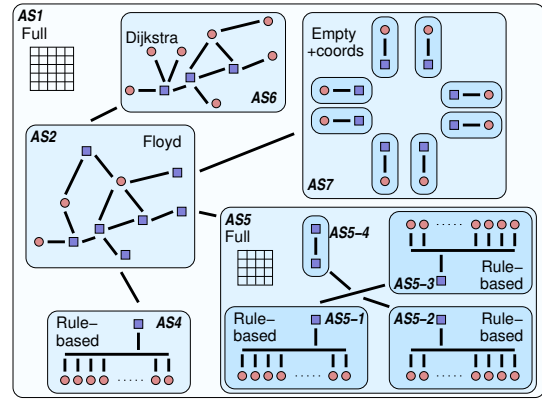 AS1
Full
Dijkstra
AS6
Empty
+coords
AS7
AS2
Floyd
AS5
Full
AS5-4
AS5-3
Rule-
based
Rule-
based
AS4
Rule-
based
AS5-1
AS5-2
Rule-
based